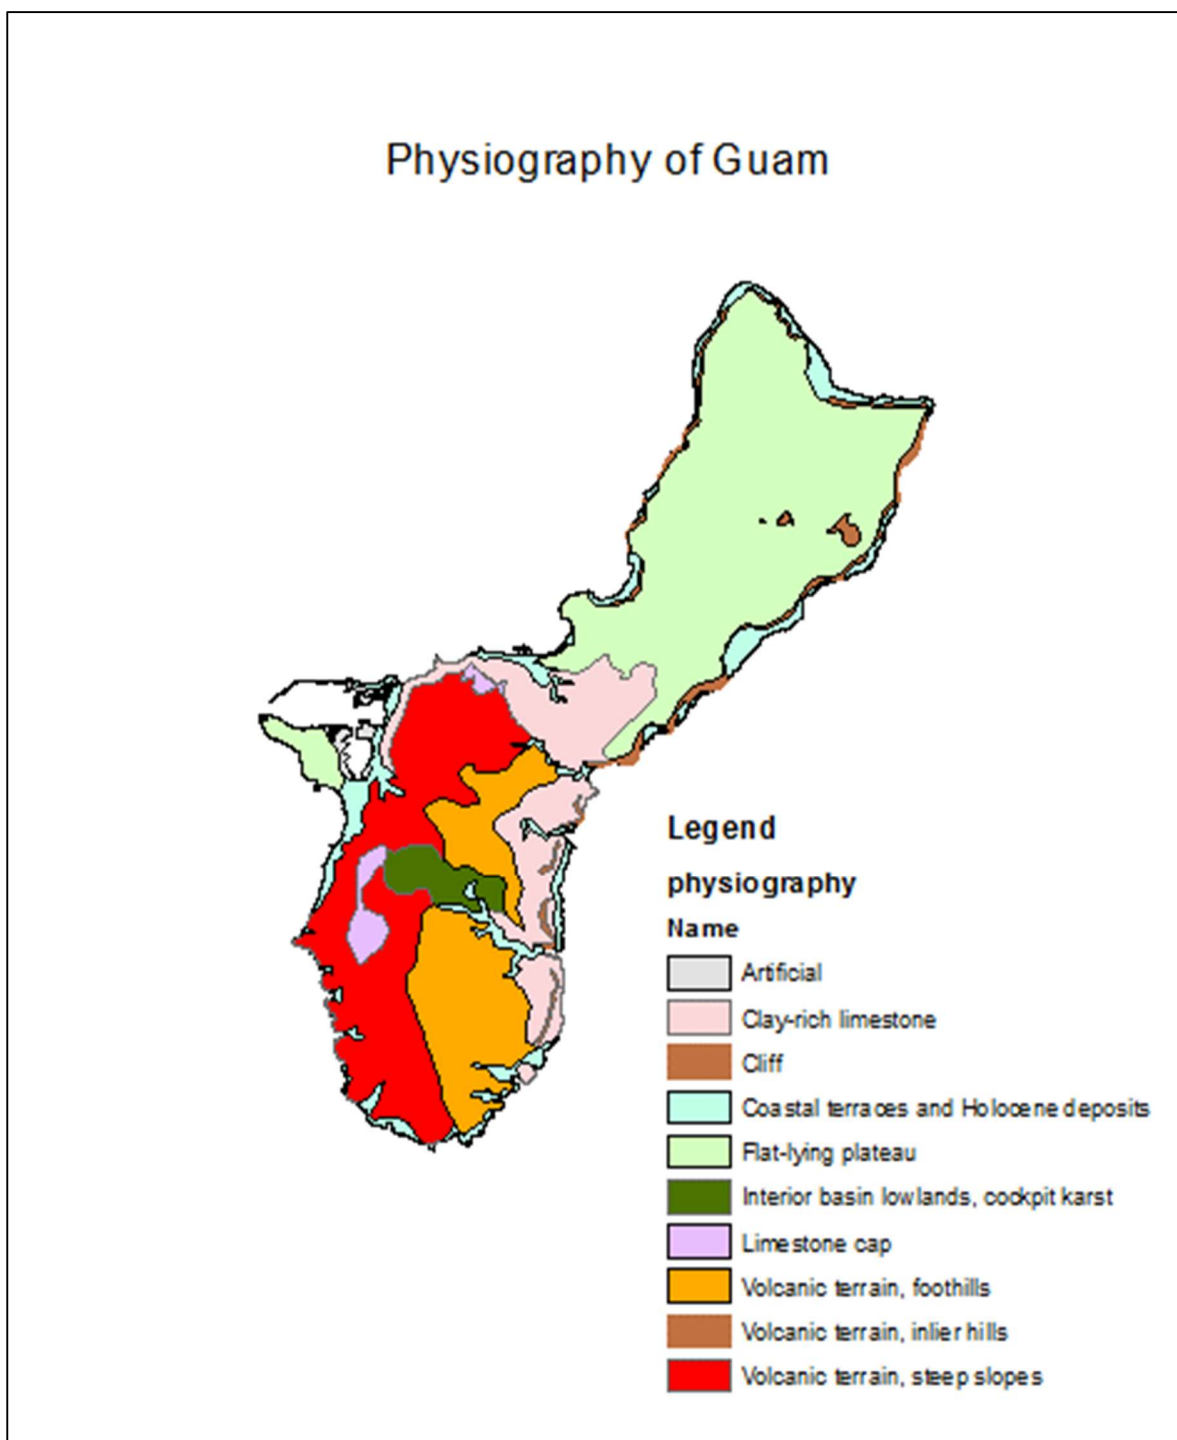 Physiography of Guam
Legend
physiography
Name
Artificial
Clay-rich limestone
Cliff
Coastal terraces and Holocene deposits
Flat-lying plateau
Interior basin lowlands, cockpit karst
Limestone cap
Volcanic terrain, foothills
Volcanic terrain, inlier hills
Volcanic terrain, steep slopes